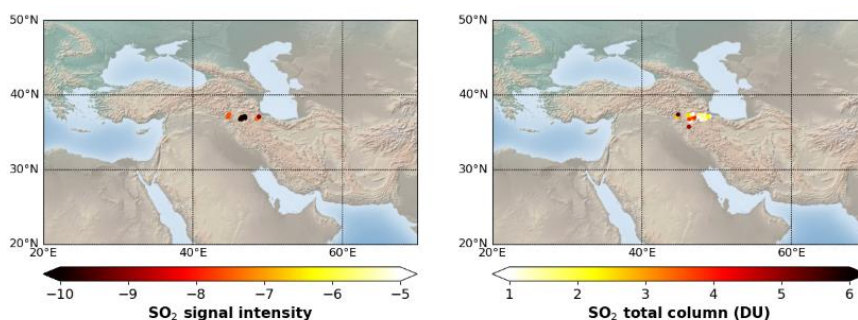 50°N 50°N
40°N 40°N
30°N 30°N
20°N 20°N
20°E 40°E 60°E 20°E 40°E 60°E
−10 −9 −8 −7 −6 −5 1 2 3 4 5 6
SO₂ signal intensity SO₂ total column (DU)